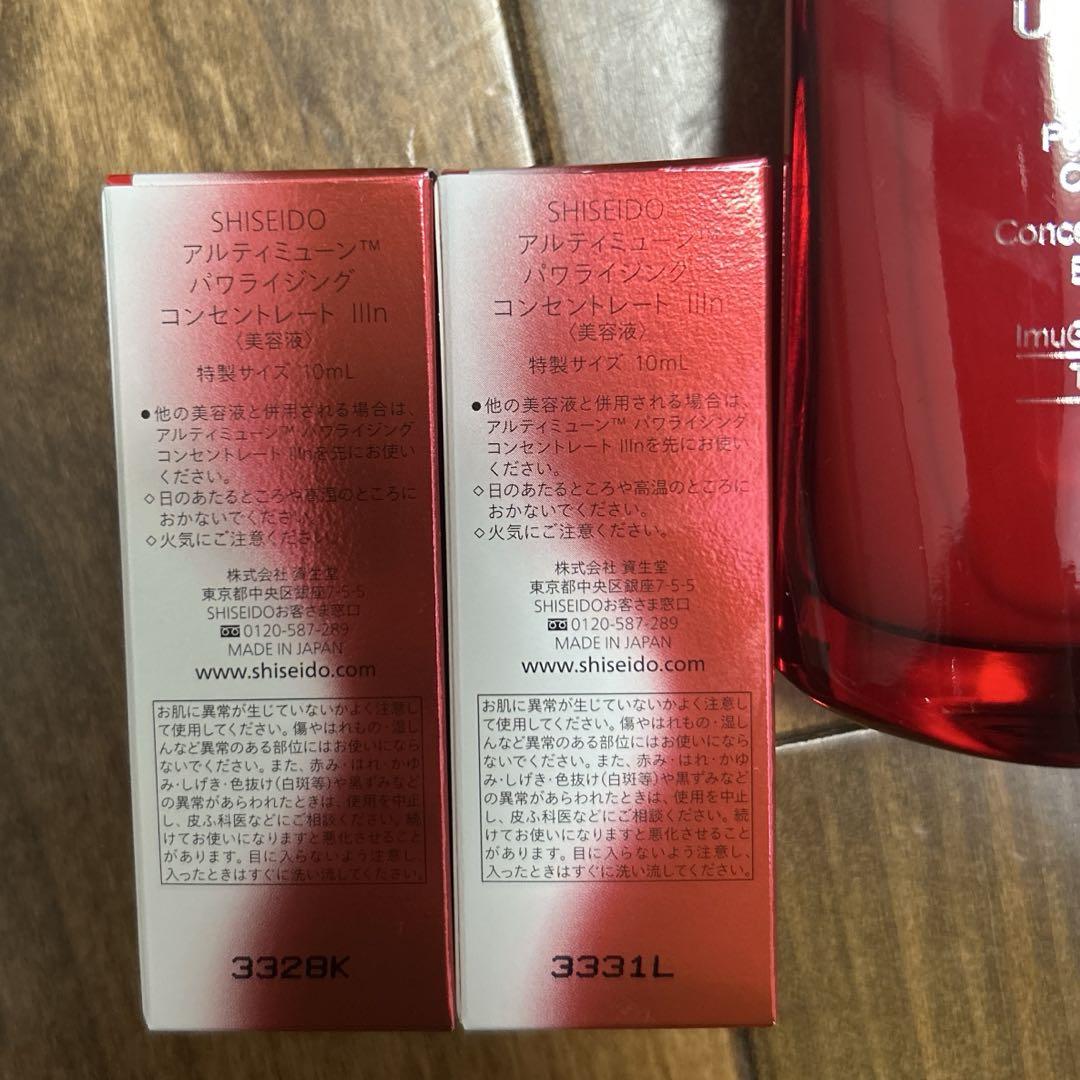 SHISEIDO
アルティミューン™
パワライジング
コンセントレート IIIn
〈美容液〉
特製サイズ 10mL
●他の美容液と併用される場合は、
アルティミューン™ パワライジング
コンセントレート IIInを先にお使い
ください。
◇日のあたるところや高温のところに
おかないでください。
◇火気にご注意ください。
株式会社 資生堂
東京都中央区銀座7-5-5
SHISEIDOお客さま窓口
0120-587-289
MADE IN JAPAN
www.shiseido.com
お肌に異常が生じていないかよく注意し
て使用してください。傷やはれもの・湿し
んなど異常のある部位にはお使いになら
ないでください。また、赤み・はれ・かゆ
み・しげき・色抜け(白斑等)や黒ずみなど
の異常があらわれたときは、使用を中止
し、皮ふ科医などにご相談ください。続
けてお使いになりますと悪化させること
があります。目に入らないよう注意し、
入ったときはすぐに洗い流してください。
3328K
SHISEIDO
アルティミューン™
パワライジング
コンセントレート IIIn
〈美容液〉
特製サイズ 10mL
●他の美容液と併用される場合は、
アルティミューン™ パワライジング
コンセントレート IIInを先にお使い
ください。
◇日のあたるところや高温のところに
おかないでください。
◇火気にご注意ください。
株式会社 資生堂
東京都中央区銀座7-5-5
SHISEIDOお客さま窓口
0120-587-289
MADE IN JAPAN
www.shiseido.com
お肌に異常が生じていないかよく注意し
て使用してください。傷やはれもの・湿し
んなど異常のある部位にはお使いになら
ないでください。また、赤み・はれ・かゆ
み・しげき・色抜け(白斑等)や黒ずみなど
の異常があらわれたときは、使用を中止
し、皮ふ科医などにご相談ください。続
けてお使いになりますと悪化させること
があります。目に入らないよう注意し、
入ったときはすぐに洗い流してください。
3331L